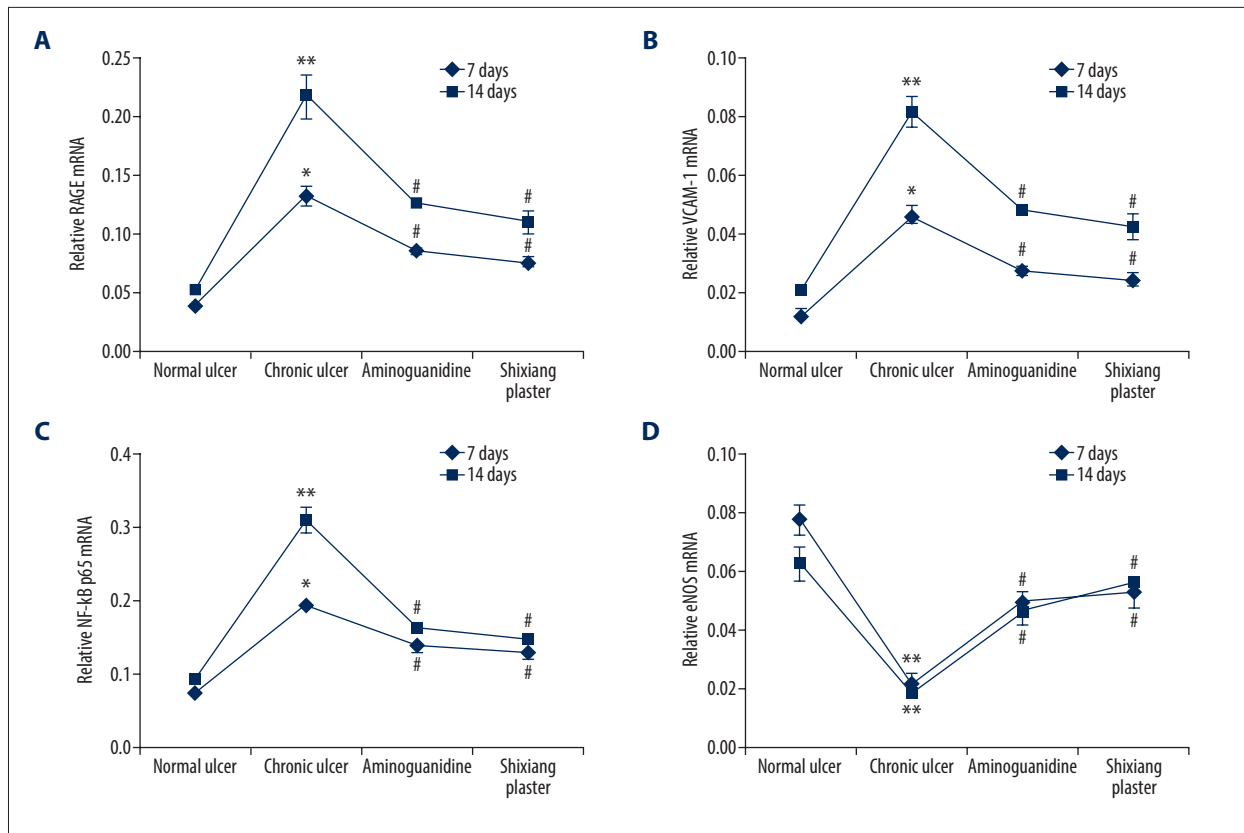 A
Relative RAGE mRNA
0.25
0.20
0.15
0.10
0.05
0.00
**
*
#
#
#
#
7 days
14 days
Normal ulcer
Chronic ulcer
Aminoguanidine
Shixiang
plaster
B
Relative VCAM-1 mRNA
0.10
0.08
0.06
0.04
0.02
0.00
**
*
#
#
#
#
7 days
14 days
Normal ulcer
Chronic ulcer
Aminoguanidine
Shixiang
plaster
C
Relative NF-kB p65 mRNA
0.4
0.3
0.2
0.1
0.0
**
*
#
#
#
#
7 days
14 days
Normal ulcer
Chronic ulcer
Aminoguanidine
Shixiang
plaster
D
Relative eNOS mRNA
0.10
0.08
0.06
0.04
0.02
0.00
**
**
#
#
#
#
7 days
14 days
Normal ulcer
Chronic ulcer
Aminoguanidine
Shixiang
plaster